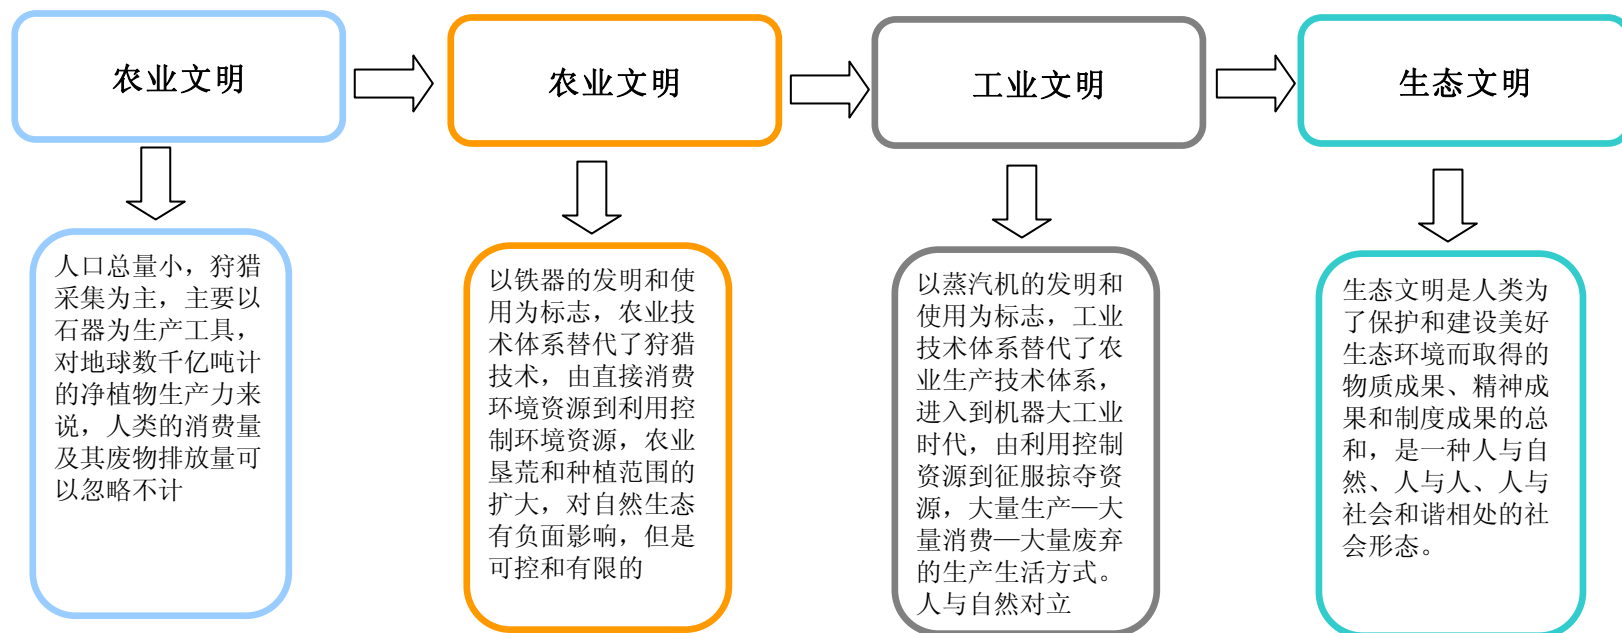 农业文明
农业文明
工业文明
生态文明
人口总量小，狩猎
采集为主，主要以
石器为生产工具，
对地球数千亿吨计
的净植物生产力来
说，人类的消费量
及其废物排放量可
以忽略不计
以铁器的发明和使
用为标志，农业技
术体系替代了狩猎
技术，由直接消费
环境资源到利用控
制环境资源，农业
垦荒和种植范围的
扩大，对自然生态
有负面影响，但是
可控和有限的
以蒸汽机的发明和
使用为标志，工业
技术体系替代了农
业生产技术体系，
进入到机器大工业
时代，由利用控制
资源到征服掠夺资
源，大量生产—大
量消费—大量废弃
的生产生活方式。
人与自然对立
生态文明是人类为
了保护和建设美好
生态环境而取得的
物质成果、精神成
果和制度成果的总
和，是一种人与自
然、人与人、人与
社会和谐相处的社
会形态。